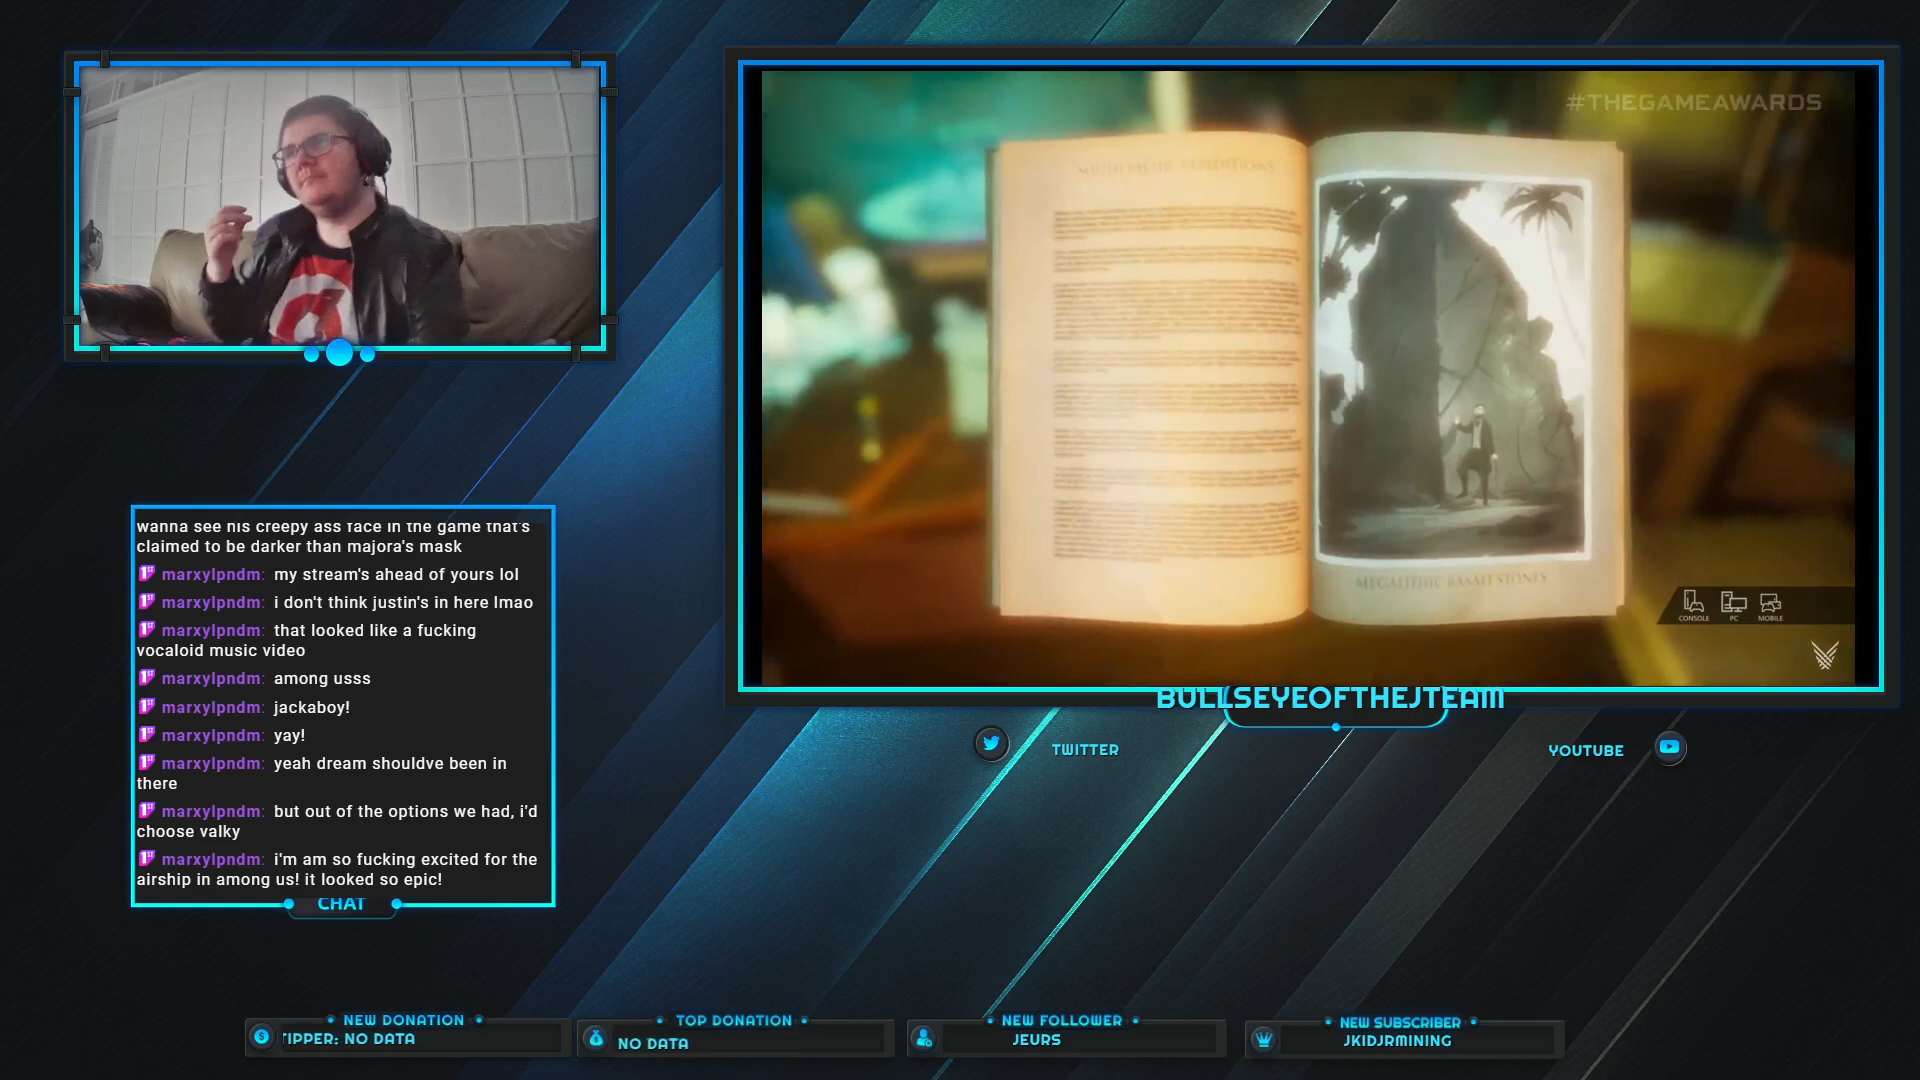 #THEGAMEAWARDS
SOUTH PACIFIC EXPEDITIONS
MEGALITHIC BASALT STONES
CONSOLE PC MOBILE
BULLSEYEOFTHEJTEAM
TWITTER
YOUTUBE
wanna see his creepy ass face in the game that's
claimed to be darker than majora's mask
marxylpndm: my stream's ahead of yours lol
marxylpndm: i don't think justin's in here lmao
marxylpndm: that looked like a fucking
vocaloid music video
marxylpndm: among usss
marxylpndm: jackaboy!
marxylpndm: yay!
marxylpndm: yeah dream shouldve been in
there
marxylpndm: but out of the options we had, i'd
choose valky
marxylpndm: i'm am so fucking excited for the
airship in among us! it looked so epic!
CHAT
NEW DONATION
TIPPER: NO DATA
TOP DONATION
NO DATA
NEW FOLLOWER
JEURS
NEW SUBSCRIBER
JKIDJRMINING